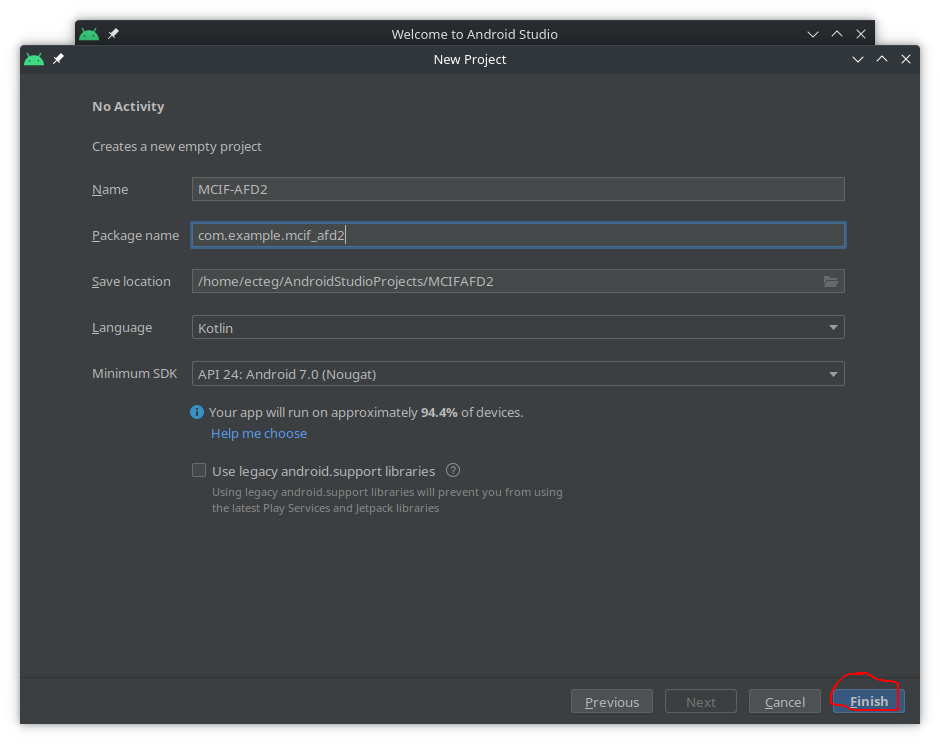 Welcome to Android Studio
New Project
No Activity
Creates a new empty project
Name MCIF-AFD2
Package name com.example.mcif_afd2
Save location /home/ecteg/AndroidStudioProjects/MCIFAFD2
Language Kotlin
Minimum SDK API 24: Android 7.0 (Nougat)
i Your app will run on approximately 94.4% of devices.
Help me choose
Use legacy android.support libraries ?
Using legacy android.support libraries will prevent you from using
the latest Play Services and Jetpack libraries
Previous Next Cancel Finish